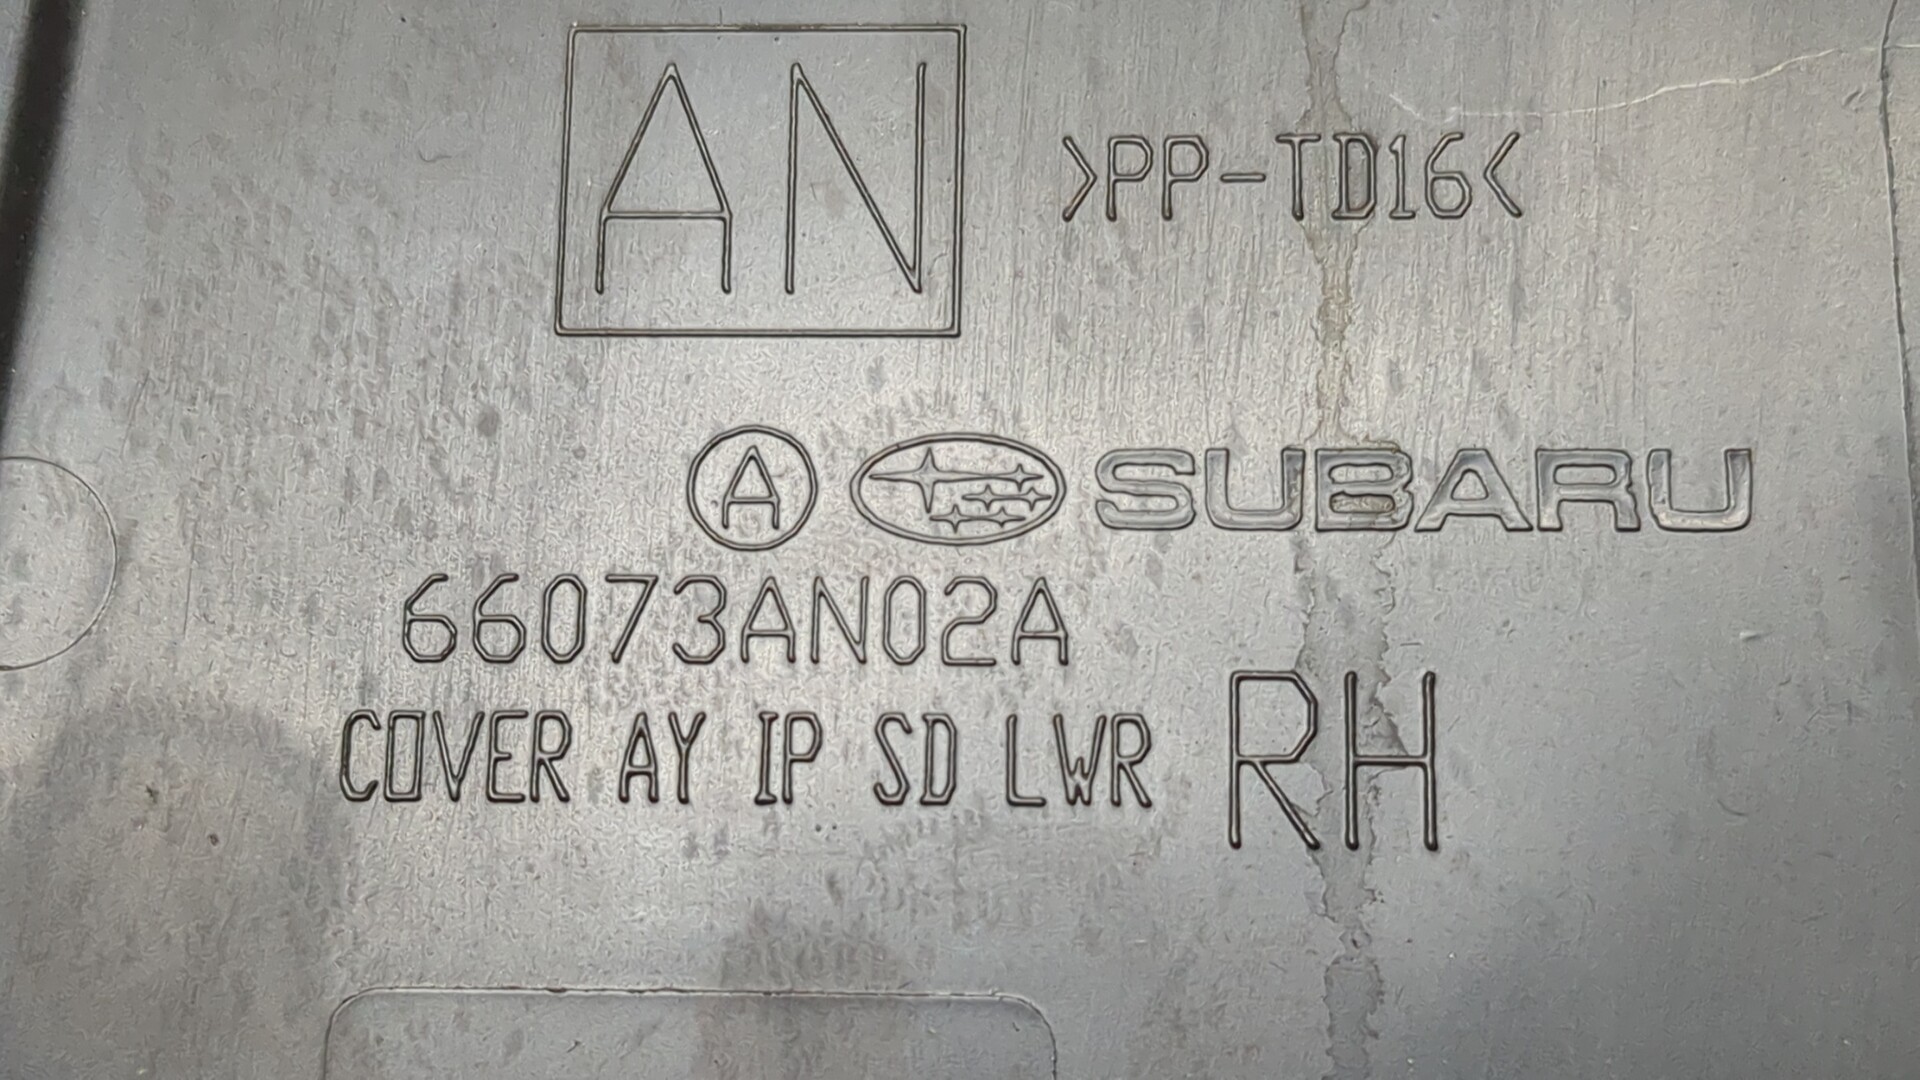 AN
>PP-TD16<
A SUBARU
66073AN02A
COVER AY IP SD LWR RH